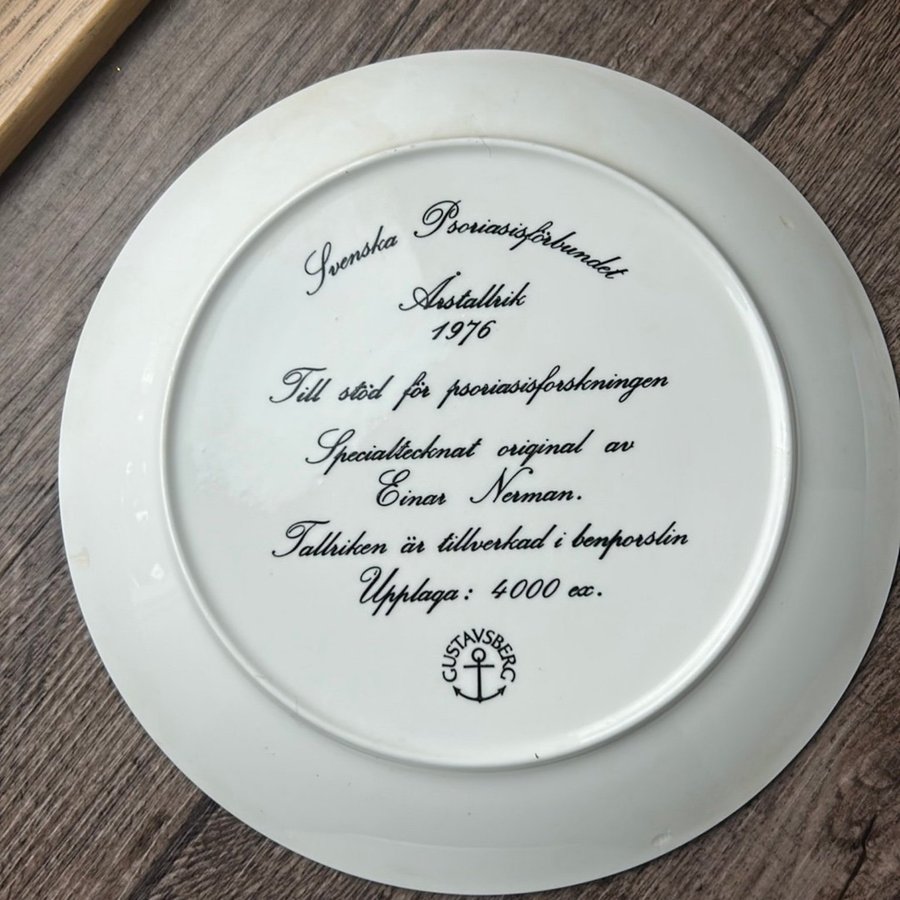 Svenska Psoriasisförbundet
Årstallrik
1976
Till stöd för psoriasisforskningen
Specialtecknat original av
Einar Nerman.
Tallriken är tillverkad i benporslin
Upplaga: 4000 ex.
GUSTAVSBERG